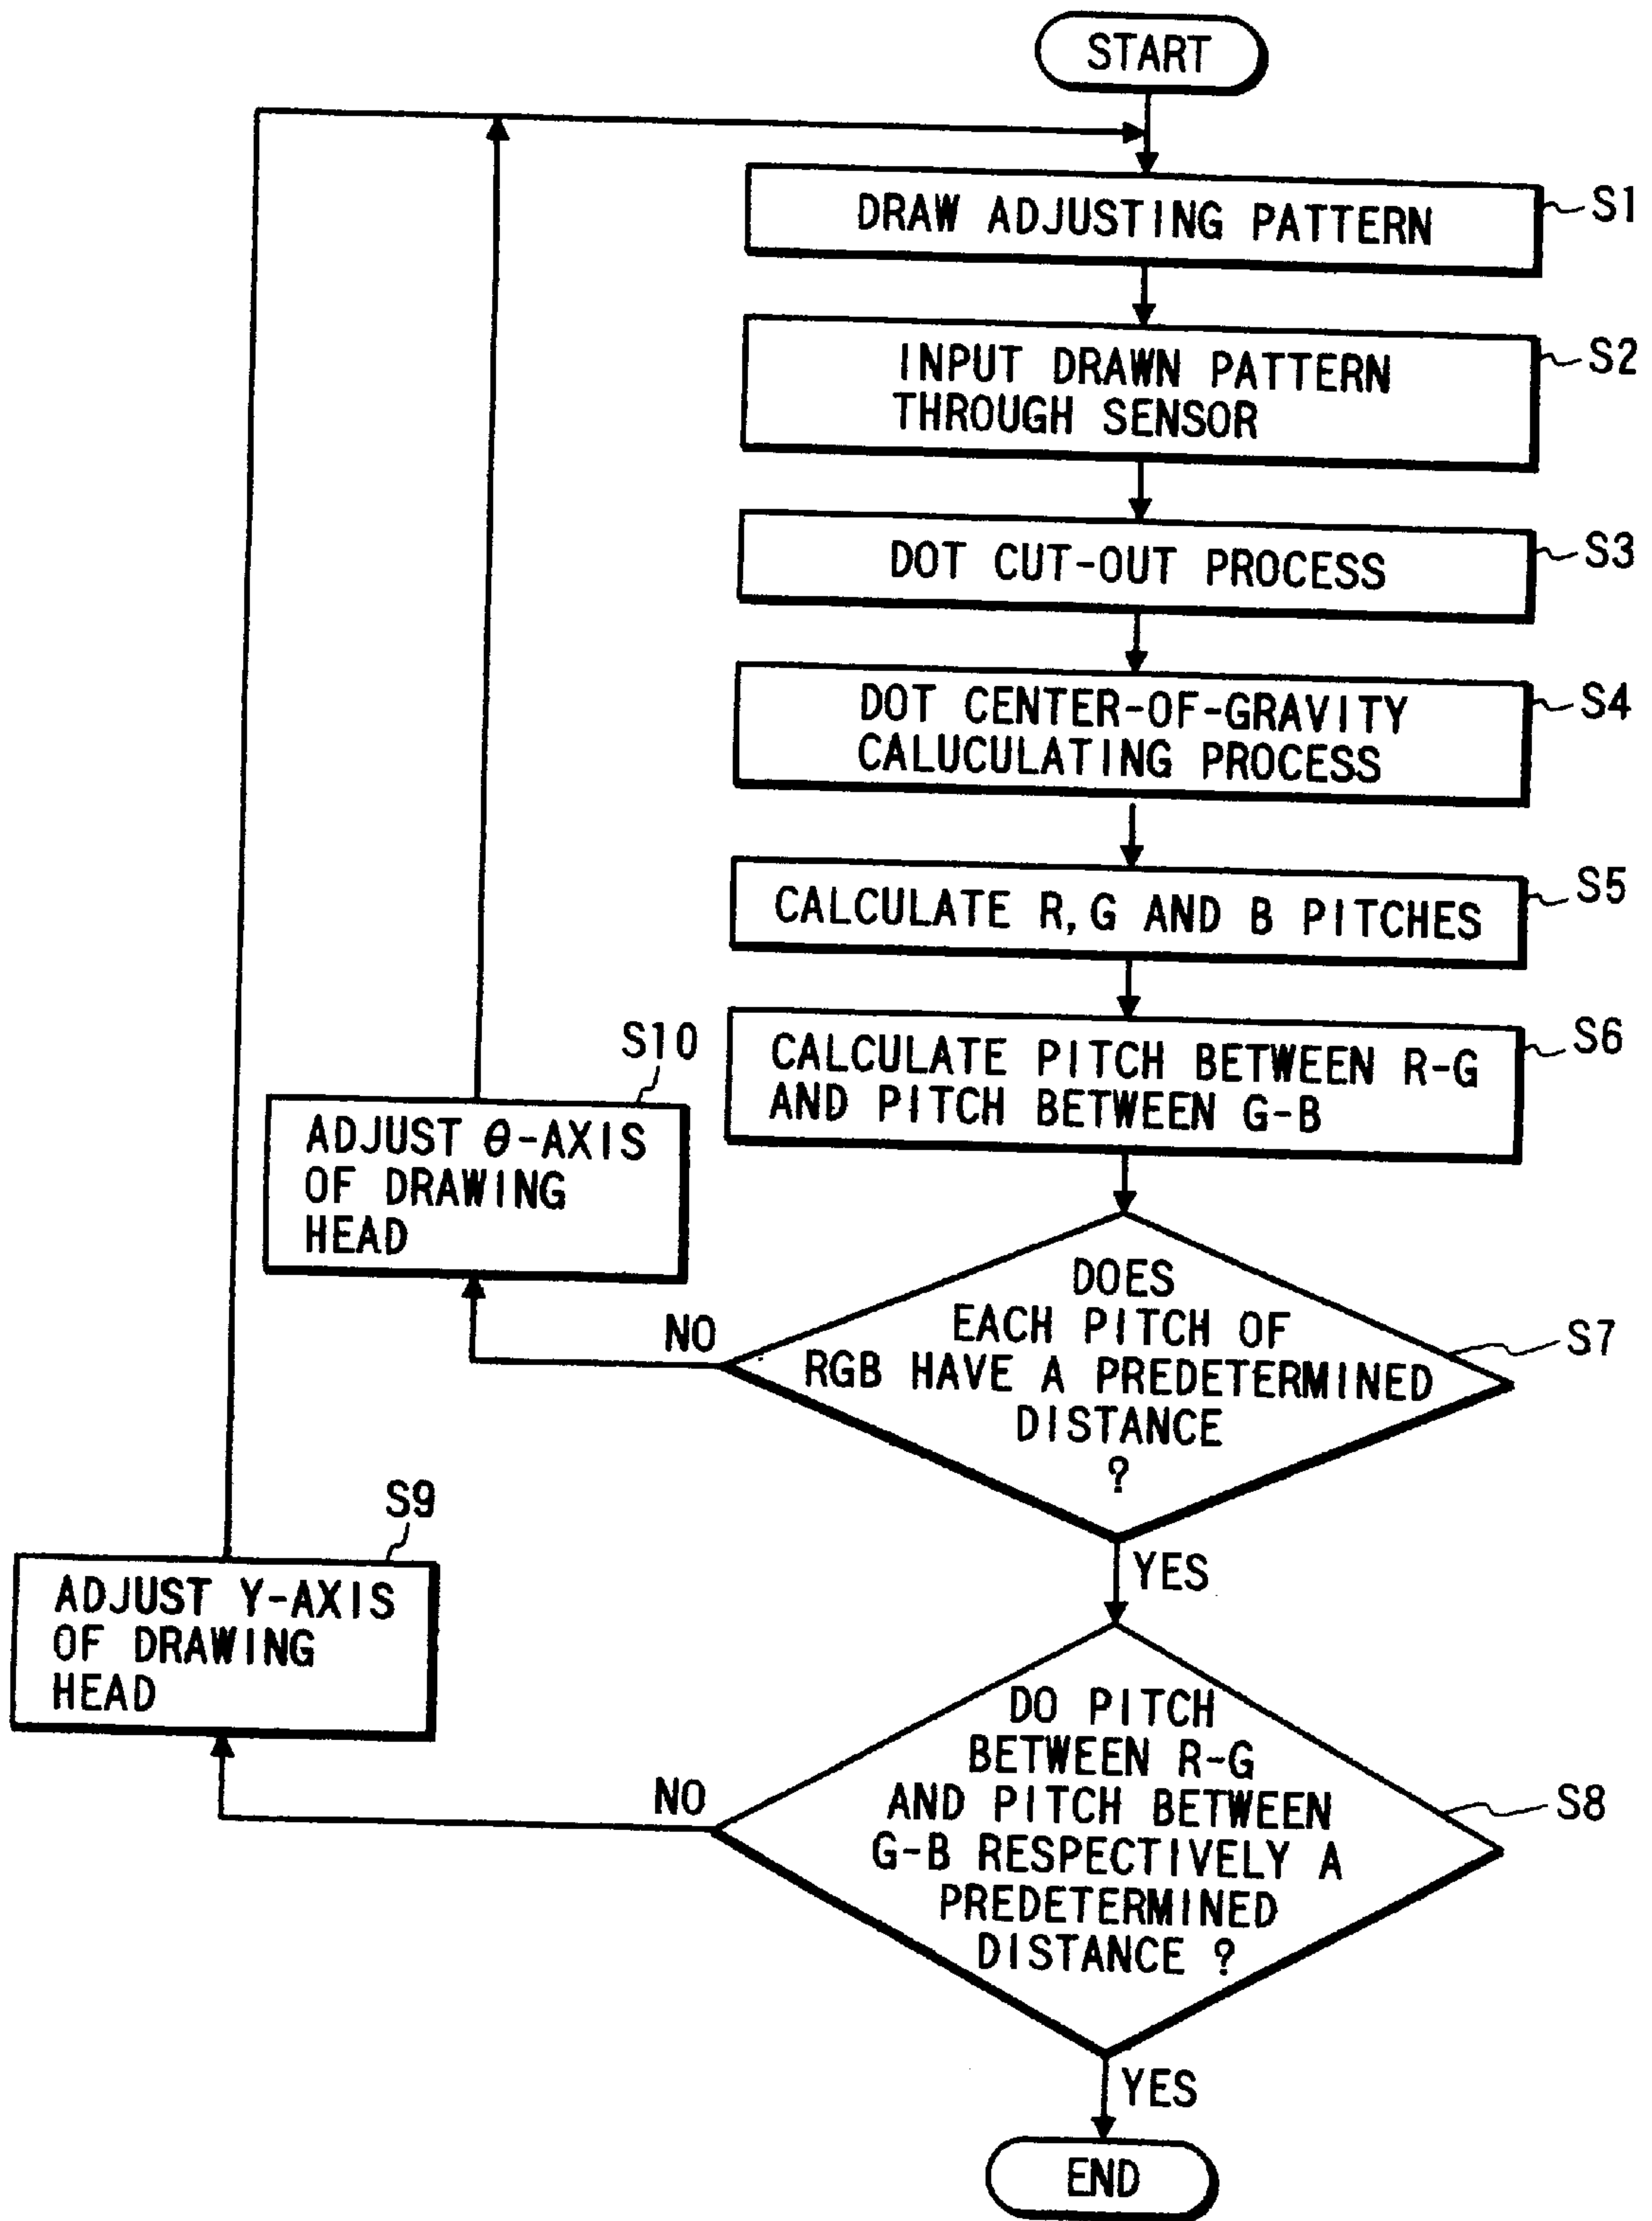 START
DRAW ADJUSTING PATTERN
S1
INPUT DRAWN PATTERN
THROUGH SENSOR
S2
DOT CUT-OUT PROCESS
S3
DOT CENTER-OF-GRAVITY
CALUCULATING PROCESS
S4
CALCULATE R, G AND B PITCHES
S5
CALCULATE PITCH BETWEEN R-G
AND PITCH BETWEEN G-B
S6
S10
ADJUST θ-AXIS
OF DRAWING
HEAD
NO
DOES
EACH PITCH OF
RGB HAVE A PREDETERMINED
DISTANCE
?
S7
YES
S9
ADJUST Y-AXIS
OF DRAWING
HEAD
NO
DO PITCH
BETWEEN R-G
AND PITCH BETWEEN
G-B RESPECTIVELY A
PREDETERMINED
DISTANCE ?
S8
YES
END